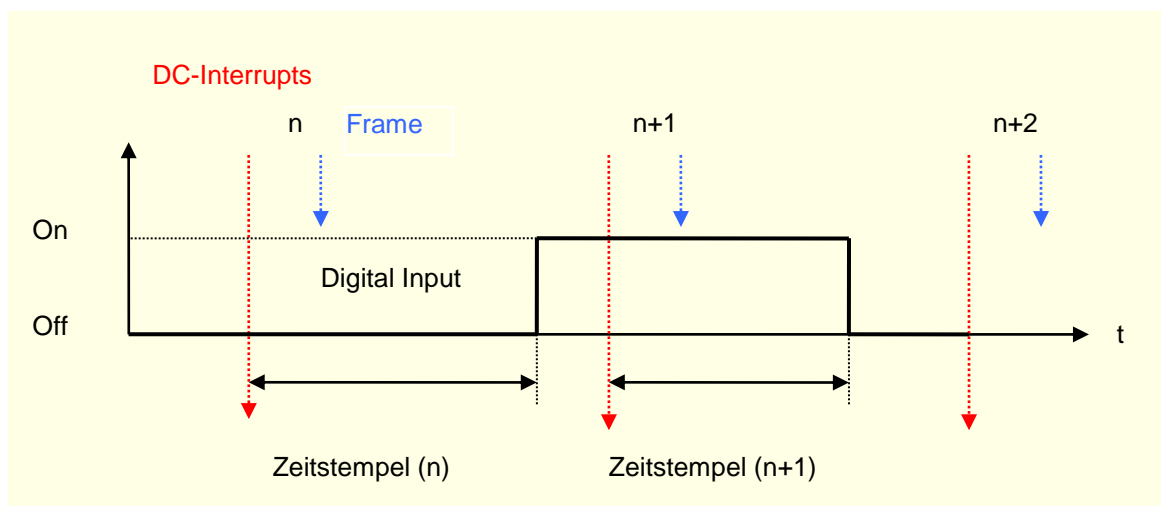 DC-Interrupts
n Frame n+1 n+2
On
Digital Input
Off
t
Zeitstempel (n) Zeitstempel (n+1)